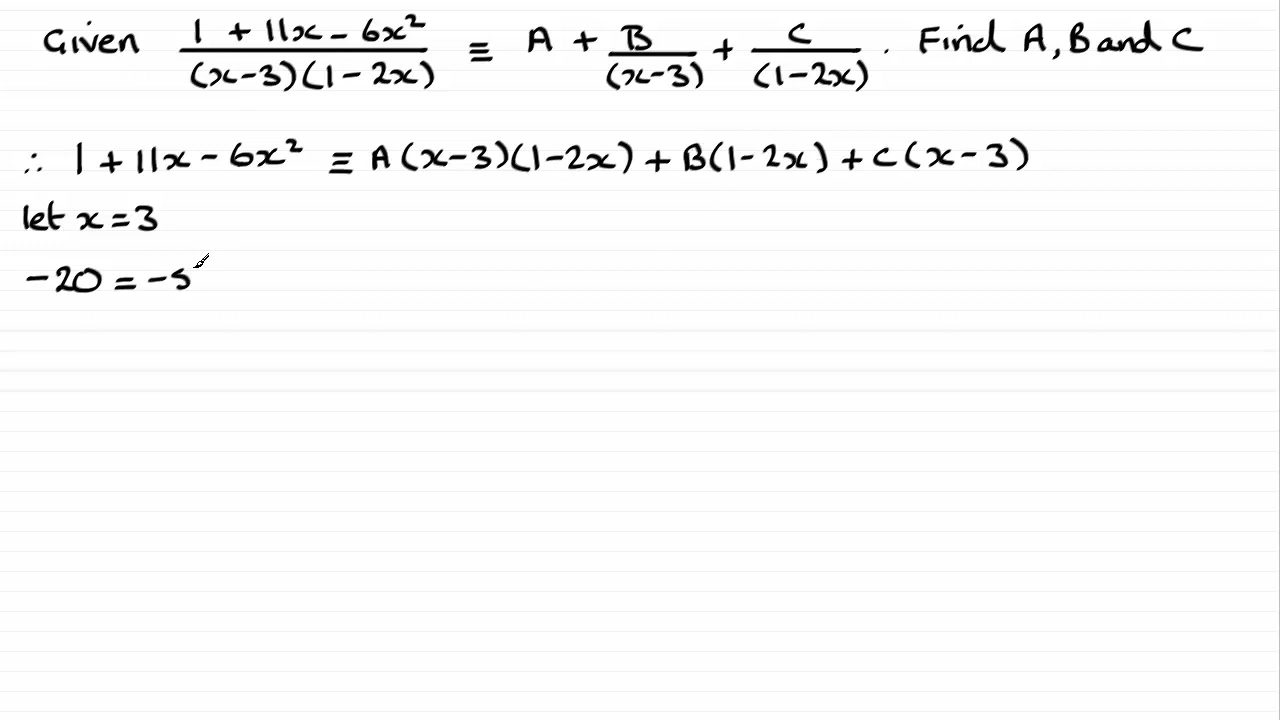 Given (1 + 11x - 6x²)/((x-3)(1-2x)) ≡ A + B/(x-3) + C/(1-2x) . Find A, B and C
∴ 1 + 11x - 6x² ≡ A(x-3)(1-2x) + B(1-2x) + C(x-3)
let x = 3
-20 = -5